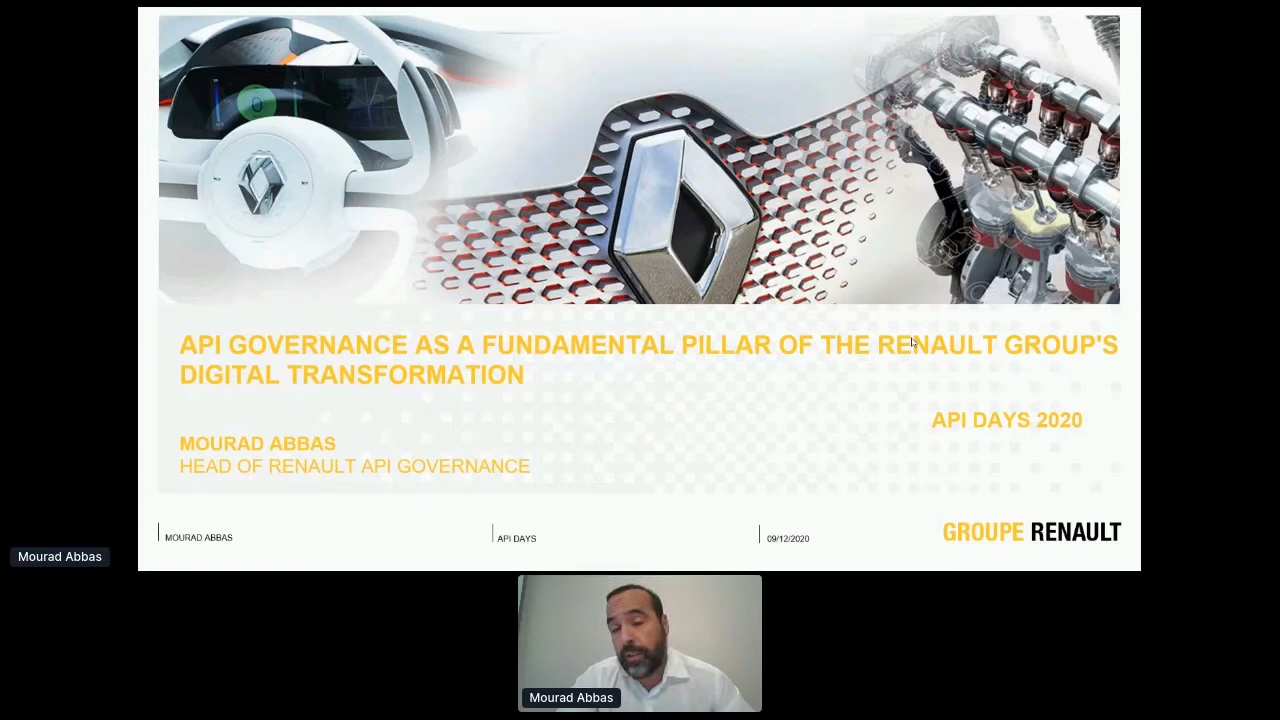 API GOVERNANCE AS A FUNDAMENTAL PILLAR OF THE RENAULT GROUP'S
DIGITAL TRANSFORMATION
API DAYS 2020
MOURAD ABBAS
HEAD OF RENAULT API GOVERNANCE
MOURAD ABBAS
API DAYS
09/12/2020
GROUPE RENAULT
Mourad Abbas
Mourad Abbas